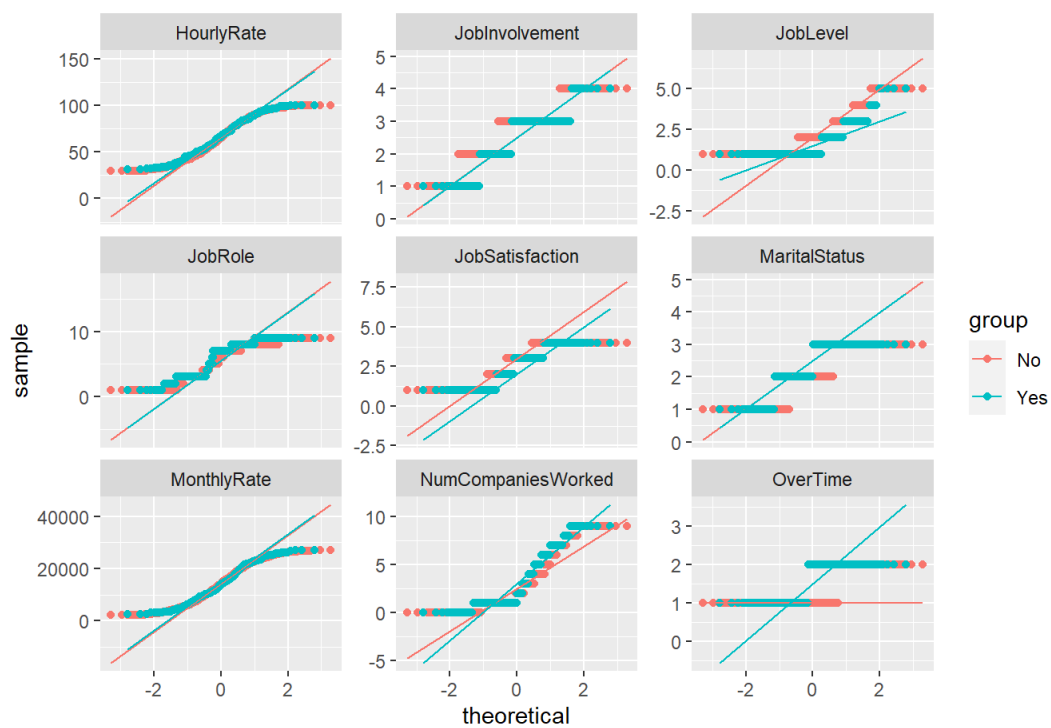 HourlyRate
JobInvolvement
JobLevel
150
100
50
0
5
4
3
2
1
0
5.0
2.5
0.0
-2.5
JobRole
JobSatisfaction
MaritalStatus
10
0
7.5
5.0
2.5
0.0
-2.5
5
4
3
2
1
0
MonthlyRate
NumCompaniesWorked
OverTime
40000
20000
0
10
5
0
-5
3
2
1
0
-2 0 2
-2 0 2
-2 0 2
theoretical
sample
group
No
Yes